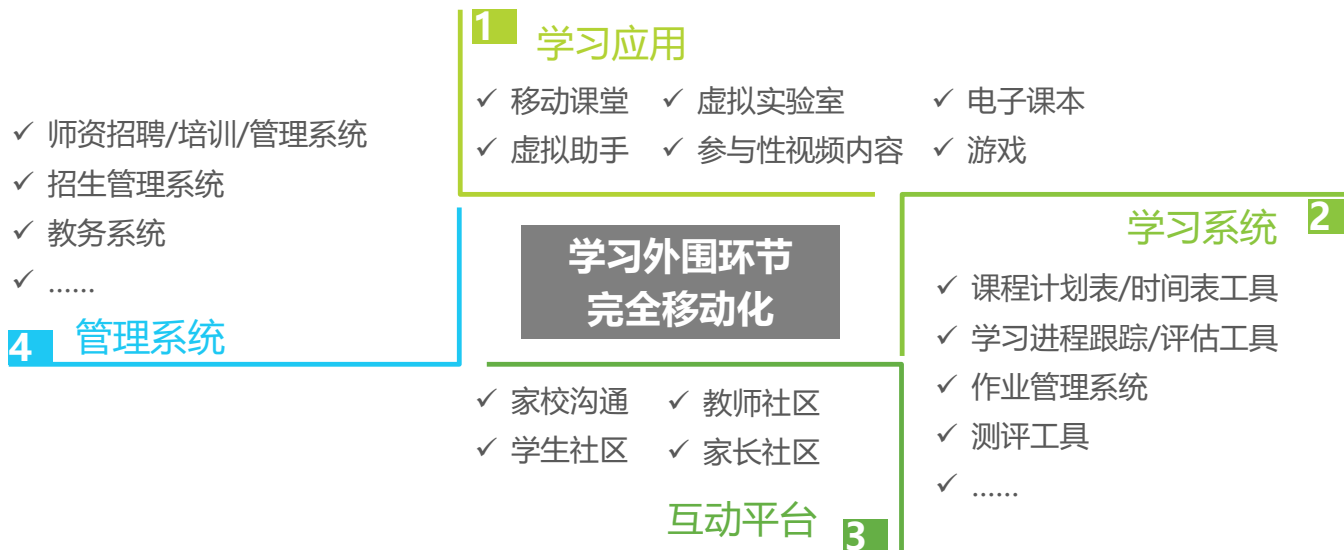 1 学习应用
✓ 移动课堂 ✓ 虚拟实验室 ✓ 电子课本
✓ 虚拟助手 ✓ 参与性视频内容 ✓ 游戏
学习系统 2
✓ 课程计划表/时间表工具
✓ 学习进程跟踪/评估工具
✓ 作业管理系统
✓ 测评工具
✓ ……
学习外围环节
完全移动化
✓ 家校沟通 ✓ 教师社区
✓ 学生社区 ✓ 家长社区
互动平台 3
✓ 师资招聘/培训/管理系统
✓ 招生管理系统
✓ 教务系统
✓ ……
4 管理系统